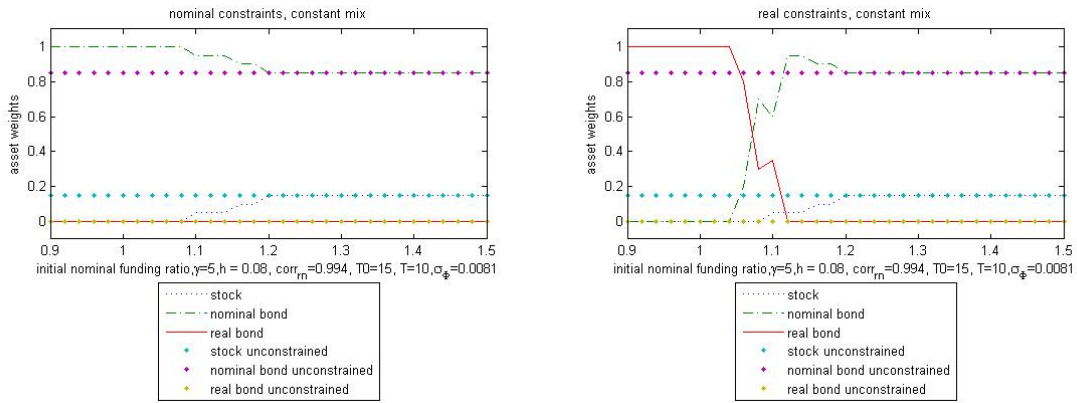 nominal constraints, constant mix
asset weights
1
0.8
0.6
0.4
0.2
0
0.9 1 1.1 1.2 1.3 1.4 1.5
initial nominal funding ratio,γ=5,h = 0.08, corr_rn=0.994, T0=15, T=10,σ_Φ=0.0081
stock
nominal bond
real bond
stock unconstrained
nominal bond unconstrained
real bond unconstrained
real constraints, constant mix
asset weights
1
0.8
0.6
0.4
0.2
0
0.9 1 1.1 1.2 1.3 1.4 1.5
initial nominal funding ratio,γ=5,h = 0.08, corr_rn=0.994, T0=15, T=10,σ_Φ=0.0081
stock
nominal bond
real bond
stock unconstrained
nominal bond unconstrained
real bond unconstrained